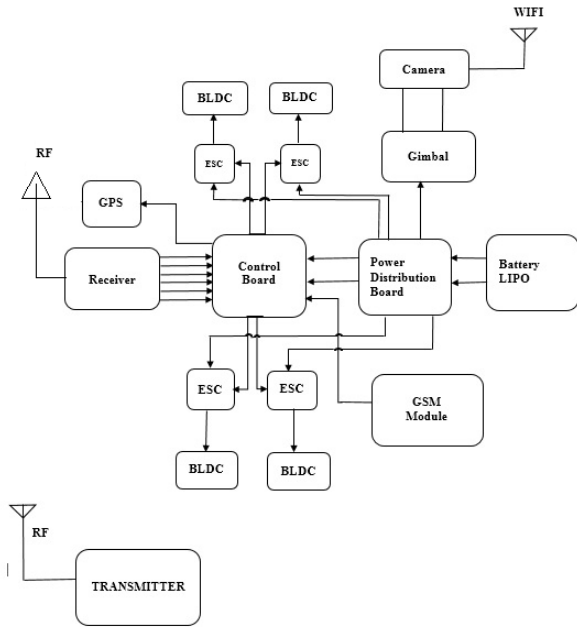 WIFI
Camera
BLDC
BLDC
RF
ESC
ESC
Gimbal
GPS
Receiver
Control
Board
Power
Distribution
Board
Battery
LIPO
ESC
ESC
GSM
Module
BLDC
BLDC
RF
TRANSMITTER